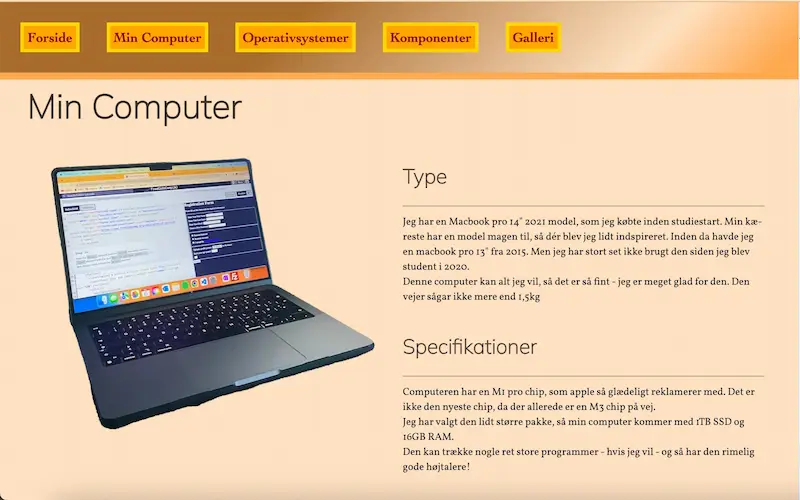 Forside
Min Computer
Operativsystemer
Komponenter
Galleri
Min Computer
Type
Jeg har en Macbook pro 14" 2021 model, som jeg købte inden studiestart. Min kæ-
reste har en model magen til, så dér blev jeg lidt indspireret. Inden da havde jeg
en macbook pro 13" fra 2015. Men jeg har stort set ikke brugt den siden jeg blev
student i 2020.
Denne computer kan alt jeg vil, så det er så fint - jeg er meget glad for den. Den
vejer sågar ikke mere end 1,5kg
Specifikationer
Computeren har en M1 pro chip, som apple så glædeligt reklamerer med. Det er
ikke den nyeste chip, da der allerede er en M3 chip på vej.
Jeg har valgt den lidt større pakke, så min computer kommer med 1TB SSD og
16GB RAM.
Den kan trække nogle ret store programmer - hvis jeg vil - og så har den rimelig
gode højtalere!